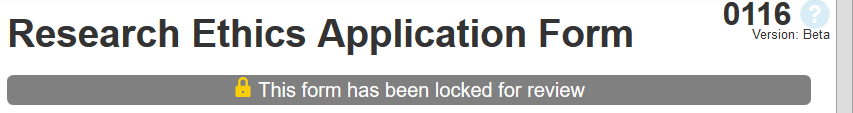 Research Ethics Application Form
0116 ?
Version: Beta
This form has been locked for review